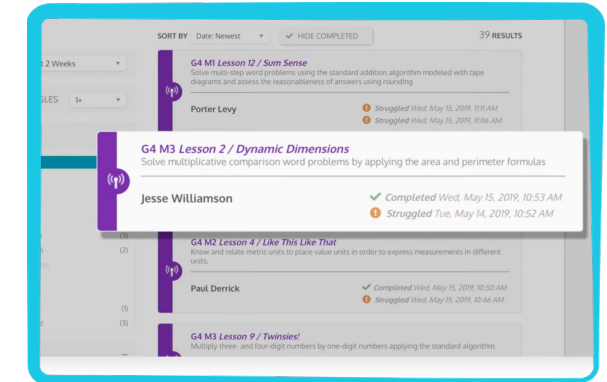 SORT BY Date: Newest HIDE COMPLETED 39 RESULTS
t 2 Weeks
GLES 1+
G4 M1 Lesson 12 / Sum Sense
Solve multi-step word problems using the standard addition algorithm modeled with tape
diagrams and assess the reasonableness of answers using rounding
Porter Levy
Struggled Wed, May 15, 2019, 11:11 AM
Struggled Wed, May 15, 2019, 11:06 AM
G4 M3 Lesson 2 / Dynamic Dimensions
Solve multiplicative comparison word problems by applying the area and perimeter formulas
Jesse Williamson
Completed Wed, May 15, 2019, 10:53 AM
Struggled Tue, May 14, 2019, 10:52 AM
(2)
G4 M2 Lesson 4 / Like This Like That
Know and relate metric units to place value units in order to express measurements in different
units.
Paul Derrick
Completed Wed, May 15, 2019, 10:50 AM
Struggled Wed, May 15, 2019, 10:46 AM
(1)
(3)
G4 M3 Lesson 9 / Twinsies!
Multiply three- and four-digit numbers by one-digit numbers applying the standard algorithm